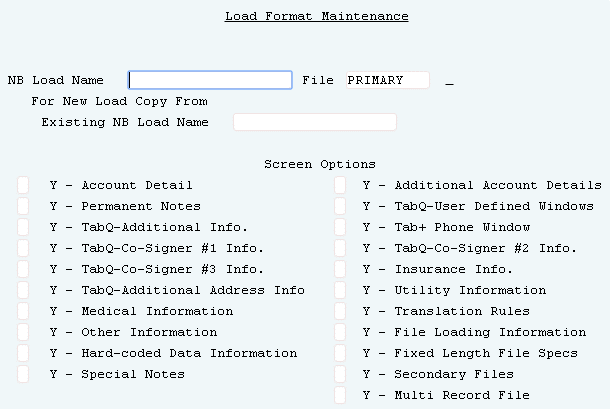 Load Format Maintenance
NB Load Name File PRIMARY _
For New Load Copy From
Existing NB Load Name
Screen Options
Y - Account Detail Y - Additional Account Details
Y - Permanent Notes Y - TabQ-User Defined Windows
Y - TabQ-Additional Info. Y - Tab+ Phone Window
Y - TabQ-Co-Signer #1 Info. Y - TabQ-Co-Signer #2 Info.
Y - TabQ-Co-Signer #3 Info. Y - Insurance Info.
Y - TabQ-Additional Address Info Y - Utility Information
Y - Medical Information Y - Translation Rules
Y - Other Information Y - File Loading Information
Y - Hard-coded Data Information Y - Fixed Length File Specs
Y - Special Notes Y - Secondary Files
Y - Multi Record File